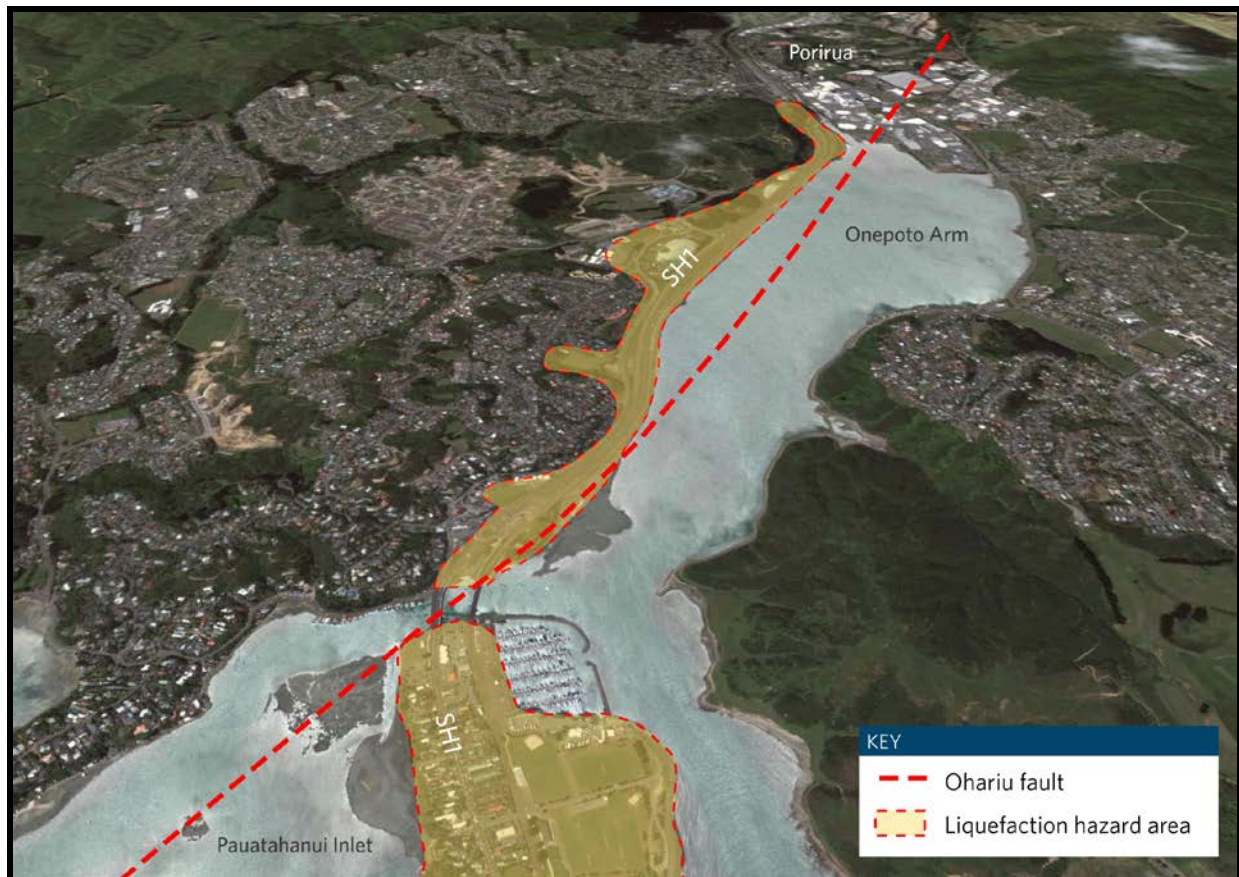 Porirua
Onepoto Arm
SH1
SH1
Pauatahanui Inlet
KEY
Ohariu fault
Liquefaction hazard area